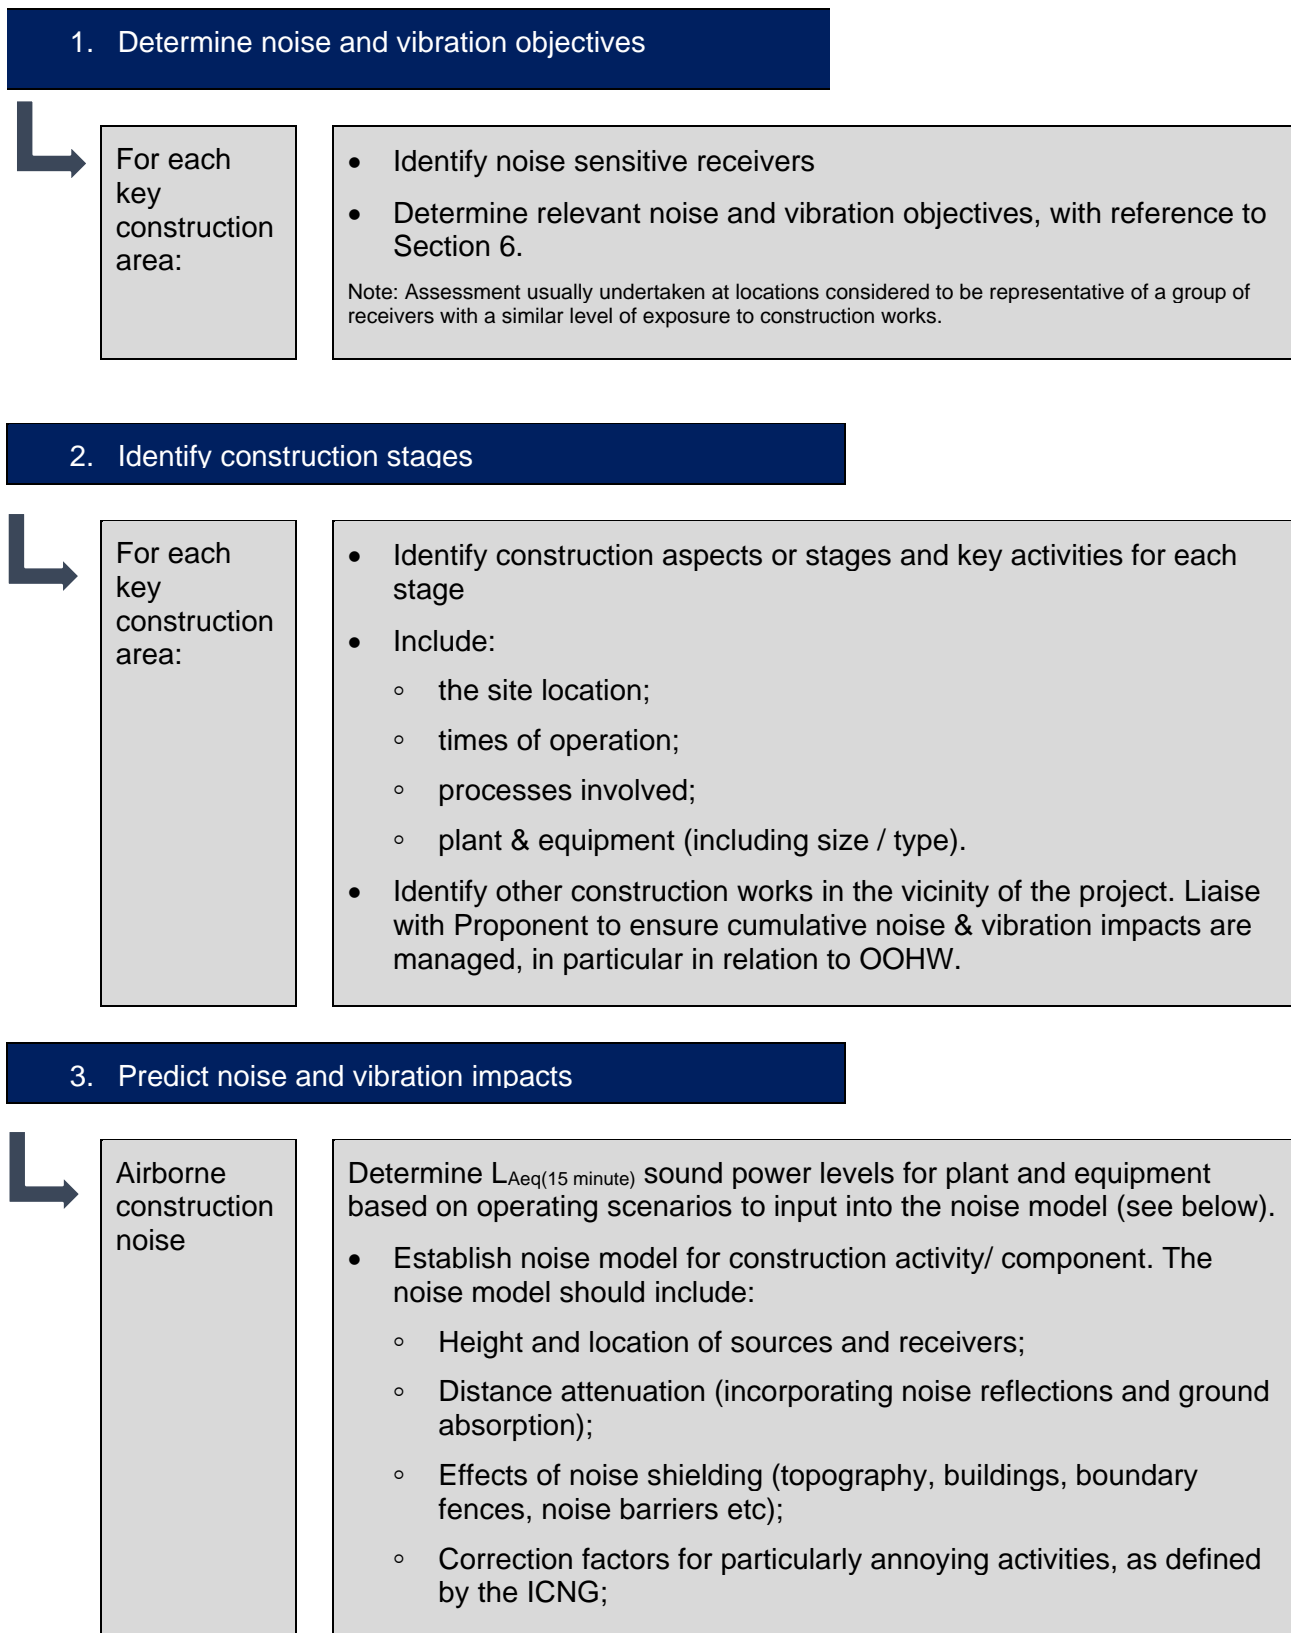 1. Determine noise and vibration objectives
For each
key
construction
area:
• Identify noise sensitive receivers
• Determine relevant noise and vibration objectives, with reference to
Section 6.
Note: Assessment usually undertaken at locations considered to be representative of a group of
receivers with a similar level of exposure to construction works.
2. Identify construction stages
For each
key
construction
area:
• Identify construction aspects or stages and key activities for each
stage
• Include:
◦ the site location;
◦ times of operation;
◦ processes involved;
◦ plant & equipment (including size / type).
• Identify other construction works in the vicinity of the project. Liaise
with Proponent to ensure cumulative noise & vibration impacts are
managed, in particular in relation to OOHW.
3. Predict noise and vibration impacts
Airborne
construction
noise
Determine LAeq(15 minute) sound power levels for plant and equipment
based on operating scenarios to input into the noise model (see below).
• Establish noise model for construction activity/ component. The
noise model should include:
◦ Height and location of sources and receivers;
◦ Distance attenuation (incorporating noise reflections and ground
absorption);
◦ Effects of noise shielding (topography, buildings, boundary
fences, noise barriers etc);
◦ Correction factors for particularly annoying activities, as defined
by the ICNG;